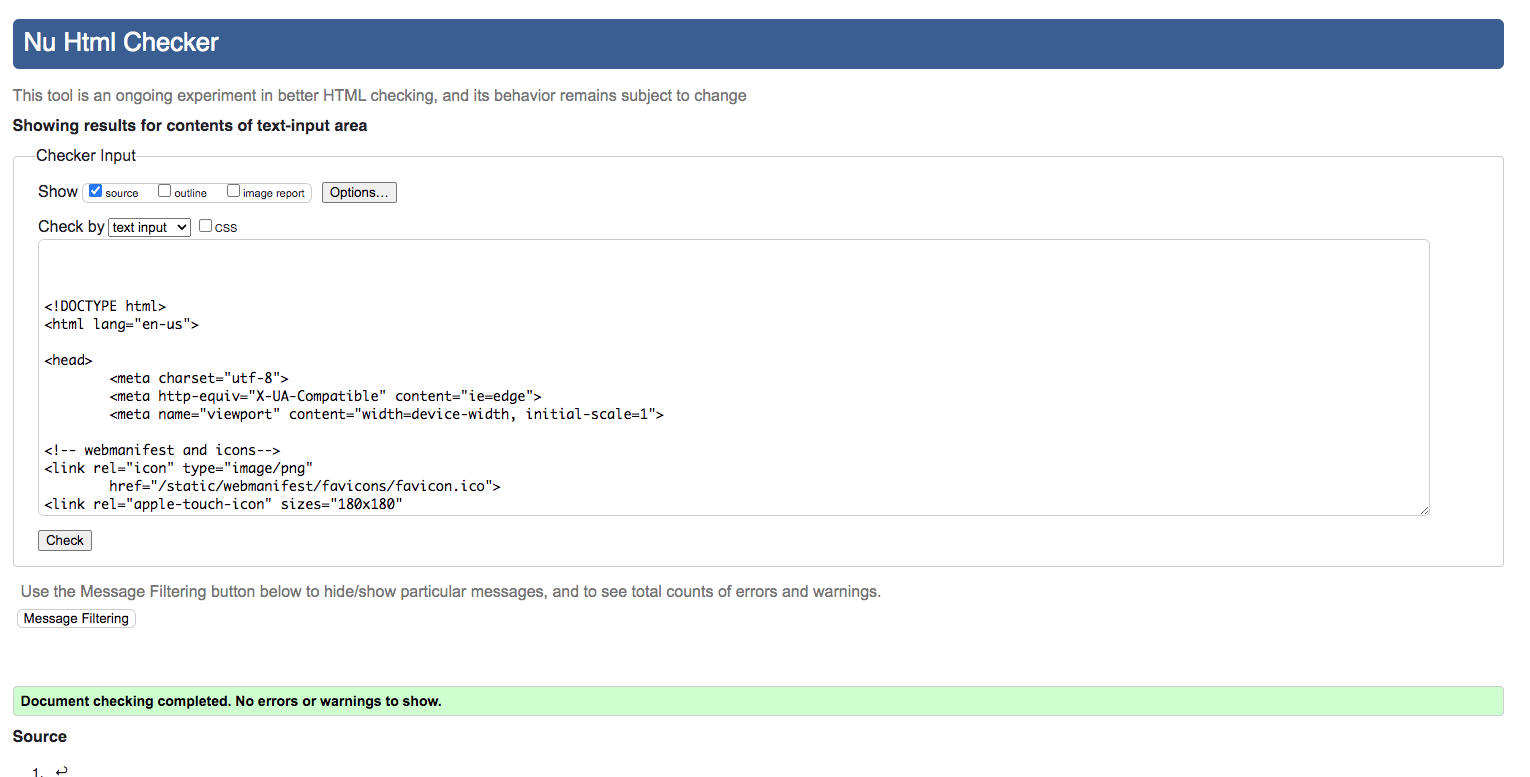 Nu Html Checker
This tool is an ongoing experiment in better HTML checking, and its behavior remains subject to change
Showing results for contents of text-input area
Checker Input
Show source outline image report Options...
Check by text input CSS
<!DOCTYPE html>
<html lang="en-us">
<head>
<meta charset="utf-8">
<meta http-equiv="X-UA-Compatible" content="ie=edge">
<meta name="viewport" content="width=device-width, initial-scale=1">
<!-- webmanifest and icons-->
<link rel="icon" type="image/png"
href="/static/webmanifest/favicons/favicon.ico">
<link rel="apple-touch-icon" sizes="180x180"
Check
Use the Message Filtering button below to hide/show particular messages, and to see total counts of errors and warnings.
Message Filtering
Document checking completed. No errors or warnings to show.
Source
1. ↩